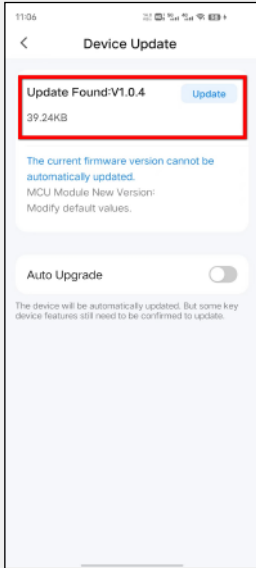 11:06
Device Update
Update Found:V1.0.4
Update
39.24KB
The current firmware version cannot be
automatically updated.
MCU Module New Version:
Modify default values.
Auto Upgrade
The device will be automatically updated. But some key
device features still need to be confirmed to update.